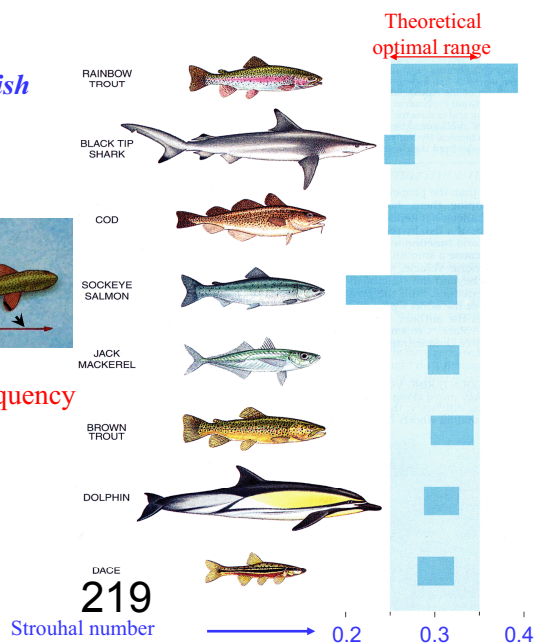 Theoretical
optimal range
ish
RAINBOW
TROUT
BLACK TIP
SHARK
COD
SOCKEYE
SALMON
JACK
MACKEREL
quency
BROWN
TROUT
DOLPHIN
DACE
219
Strouhal number
0.2 0.3 0.4